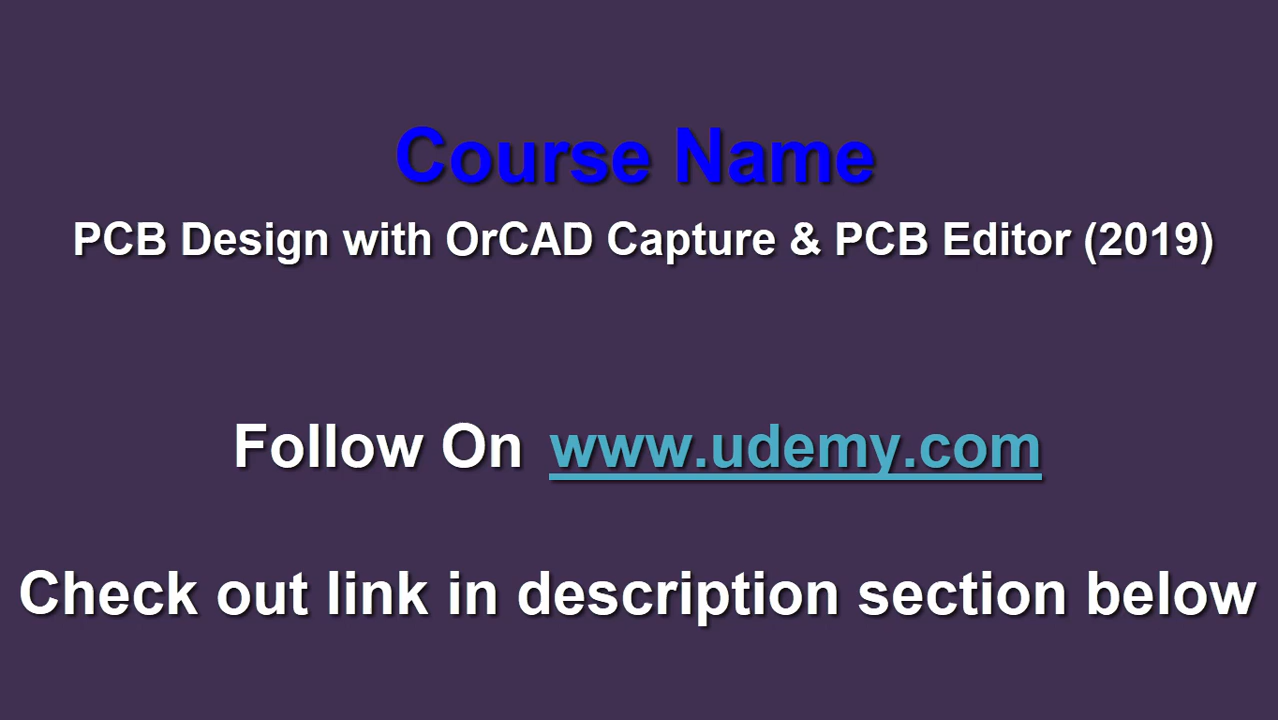 Course Name
PCB Design with OrCAD Capture & PCB Editor (2019)
Follow On www.udemy.com
Check out link in description section below